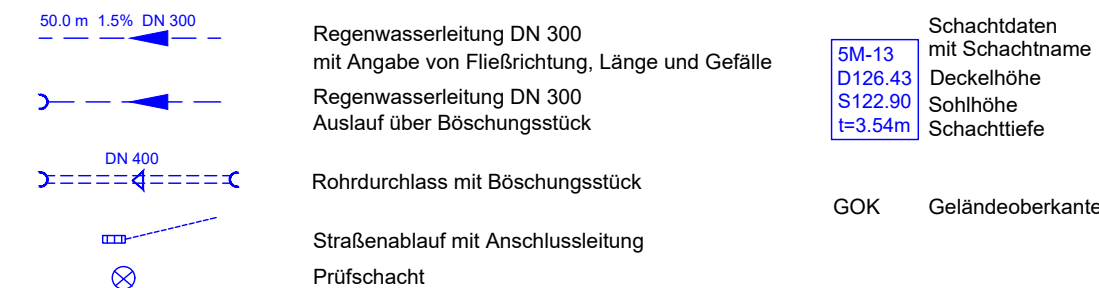 50.0 m 1.5% DN 300
Regenwasserleitung DN 300
mit Angabe von Fließrichtung, Länge und Gefälle
Regenwasserleitung DN 300
Auslauf über Böschungsstück
DN 400
Rohrdurchlass mit Böschungsstück
Straßenablauf mit Anschlussleitung
Prüfschacht
Schachtdaten
5M-13 mit Schachtname
D126.43 Deckelhöhe
S122.90 Sohlhöhe
t=3.54m Schachttiefe
GOK Geländeoberkante